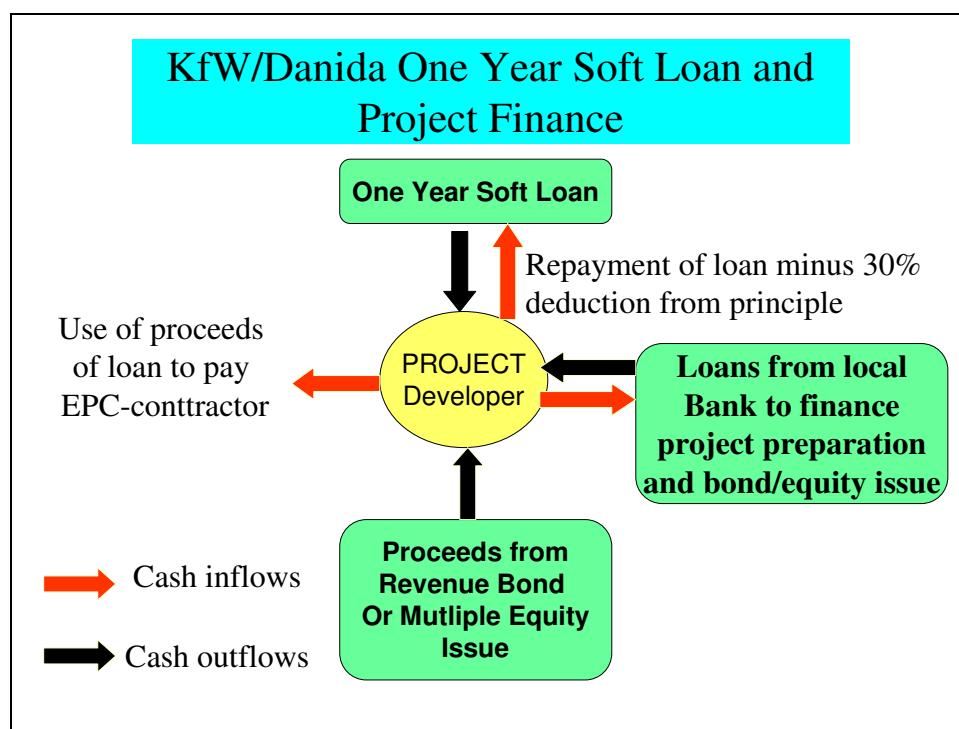 KfW/Danida One Year Soft Loan and
Project Finance
One Year Soft Loan
Repayment of loan minus 30%
deduction from principle
Use of proceeds
of loan to pay
EPC-conttractor
PROJECT
Developer
Loans from local
Bank to finance
project preparation
and bond/equity issue
Proceeds from
Revenue Bond
Or Mutliple Equity
Issue
Cash inflows
Cash outflows